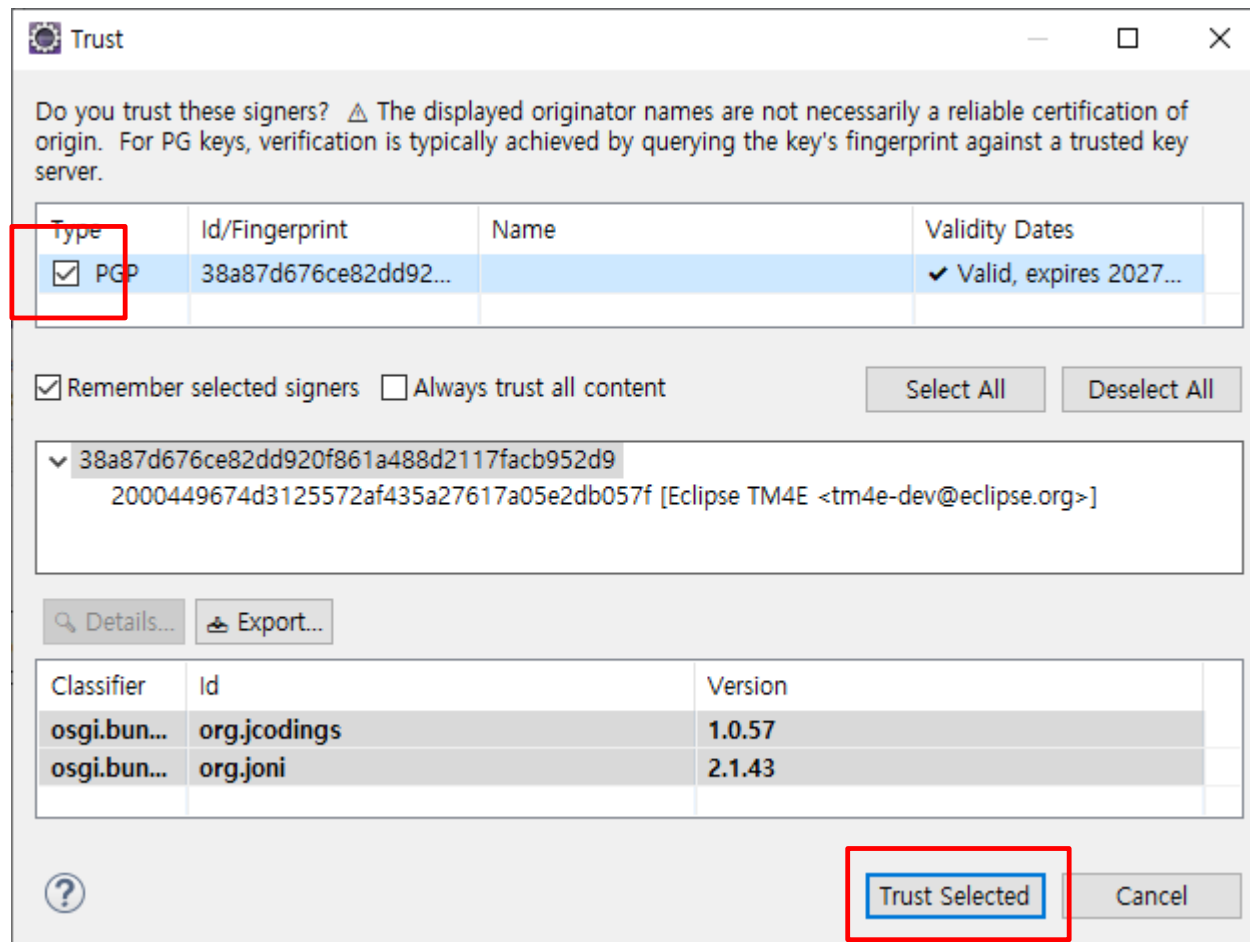 Trust
Do you trust these signers? ⚠ The displayed originator names are not necessarily a reliable certification of
origin. For PG keys, verification is typically achieved by querying the key's fingerprint against a trusted key
server.
Type Id/Fingerprint Name Validity Dates
PGP 38a87d676ce82dd92... ✔ Valid, expires 2027...
Remember selected signers Always trust all content Select All Deselect All
38a87d676ce82dd920f861a488d2117facb952d9
2000449674d3125572af435a27617a05e2db057f [Eclipse TM4E <tm4e-dev@eclipse.org>]
Details... Export...
Classifier Id Version
osgi.bun... org.jcodings 1.0.57
osgi.bun... org.joni 2.1.43
? Trust Selected Cancel